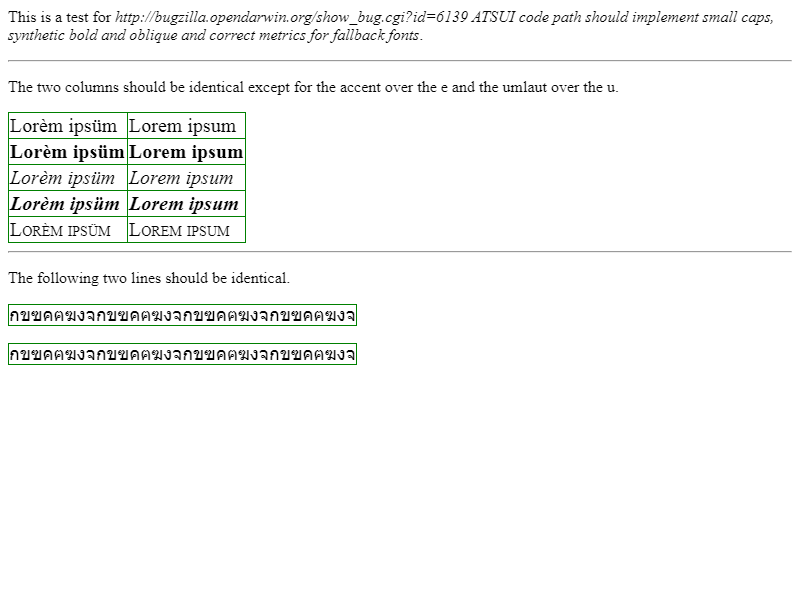 This is a test for http://bugzilla.opendarwin.org/show_bug.cgi?id=6139 ATSUI code path should implement small caps,
synthetic bold and oblique and correct metrics for fallback fonts.
The two columns should be identical except for the accent over the e and the umlaut over the u.
Lorèm ipsüm Lorem ipsum
Lorèm ipsüm Lorem ipsum
Lorèm ipsüm Lorem ipsum
Lorèm ipsüm Lorem ipsum
Lorèm ipsüm Lorem ipsum
The following two lines should be identical.
กขฃคฅฆงจกขฃคฅฆงจกขฃคฅฆงจกขฃคฅฆงจ
กขฃคฅฆงจกขฃคฅฆงจกขฃคฅฆงจกขฃคฅฆงจ